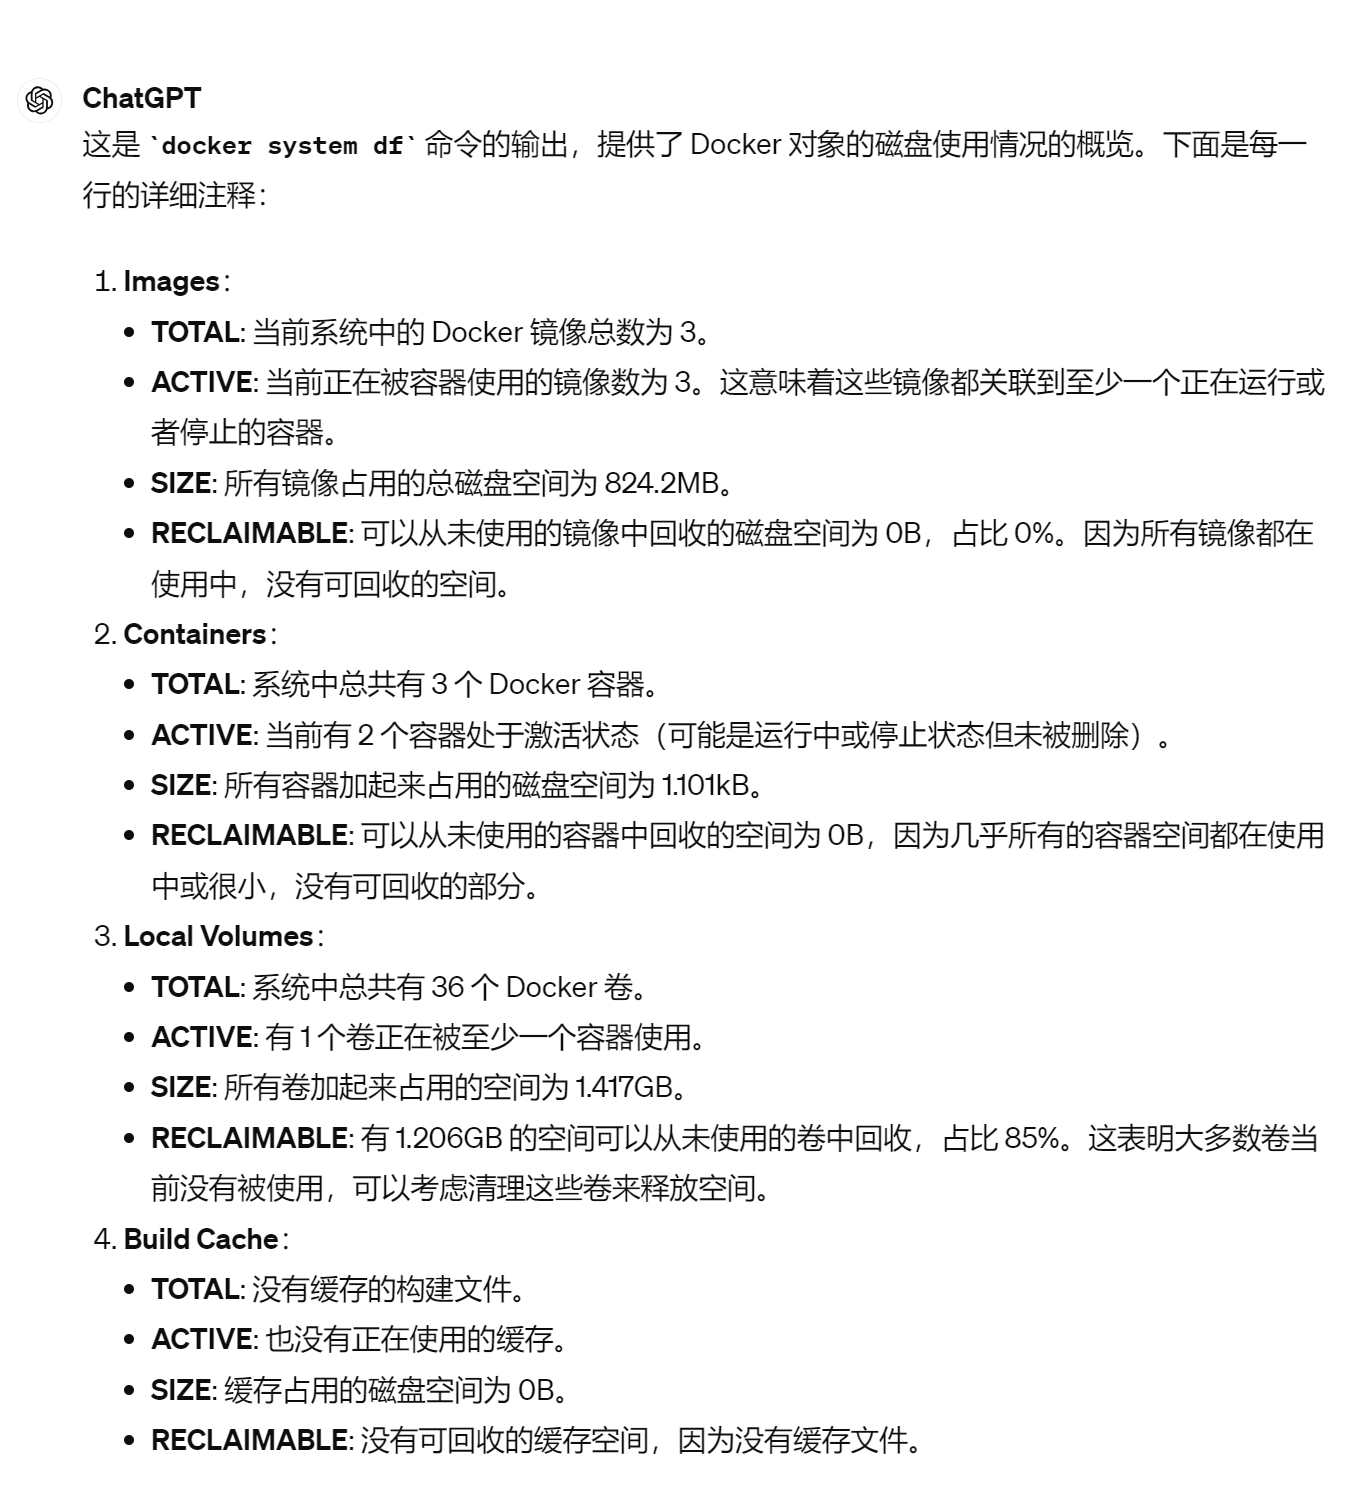 ChatGPT
这是 `docker system df` 命令的输出，提供了 Docker 对象的磁盘使用情况的概览。下面是每一
行的详细注释：
1. Images：
• TOTAL: 当前系统中的 Docker 镜像总数为 3。
• ACTIVE: 当前正在被容器使用的镜像数为 3。这意味着这些镜像都关联到至少一个正在运行或
者停止的容器。
• SIZE: 所有镜像占用的总磁盘空间为 824.2MB。
• RECLAIMABLE: 可以从未使用的镜像中回收的磁盘空间为 0B，占比 0%。因为所有镜像都在
使用中，没有可回收的空间。
2. Containers：
• TOTAL: 系统中总共有 3 个 Docker 容器。
• ACTIVE: 当前有 2 个容器处于激活状态（可能是运行中或停止状态但未被删除）。
• SIZE: 所有容器加起来占用的磁盘空间为 1.101kB。
• RECLAIMABLE: 可以从未使用的容器中回收的空间为 0B，因为几乎所有的容器空间都在使用
中或很小，没有可回收的部分。
3. Local Volumes：
• TOTAL: 系统中总共有 36 个 Docker 卷。
• ACTIVE: 有 1 个卷正在被至少一个容器使用。
• SIZE: 所有卷加起来占用的空间为 1.417GB。
• RECLAIMABLE: 有 1.206GB 的空间可以从未使用的卷中回收，占比 85%。这表明大多数卷当
前没有被使用，可以考虑清理这些卷来释放空间。
4. Build Cache：
• TOTAL: 没有缓存的构建文件。
• ACTIVE: 也没有正在使用的缓存。
• SIZE: 缓存占用的磁盘空间为 0B。
• RECLAIMABLE: 没有可回收的缓存空间，因为没有缓存文件。